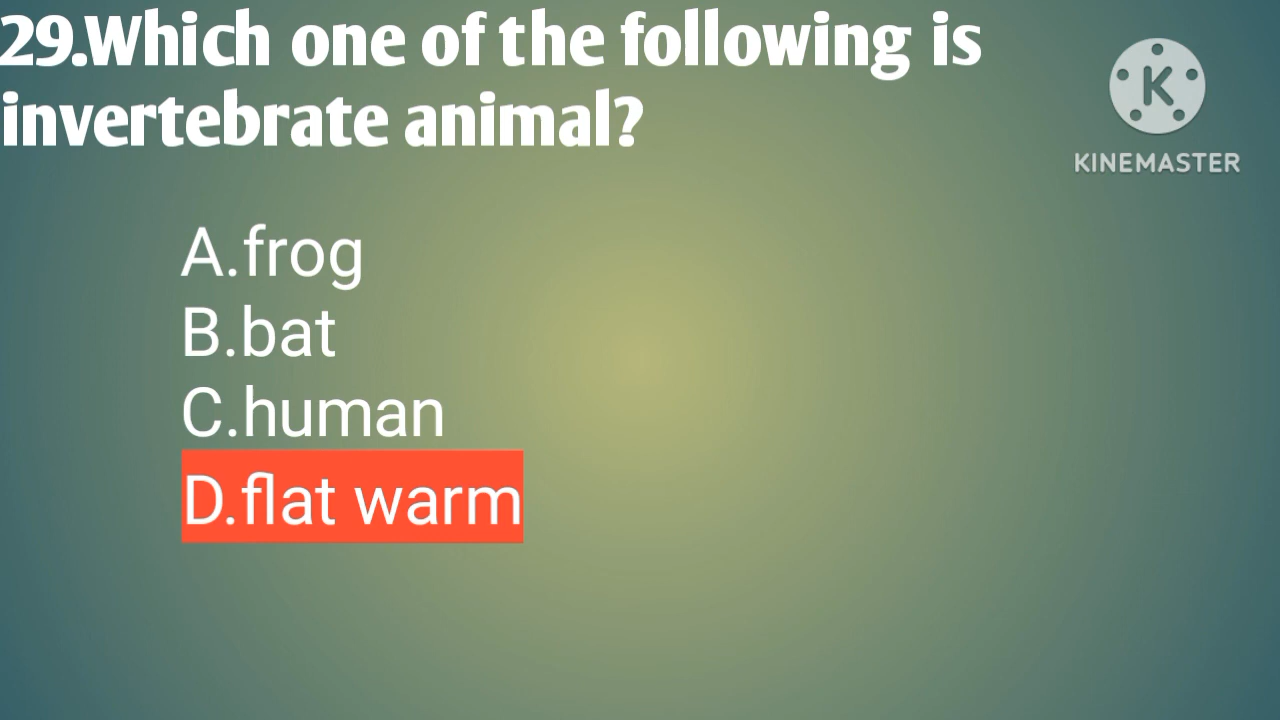 29.Which one of the following is
invertebrate animal?
K
KINEMASTER
A.frog
B.bat
C.human
D.flat warm